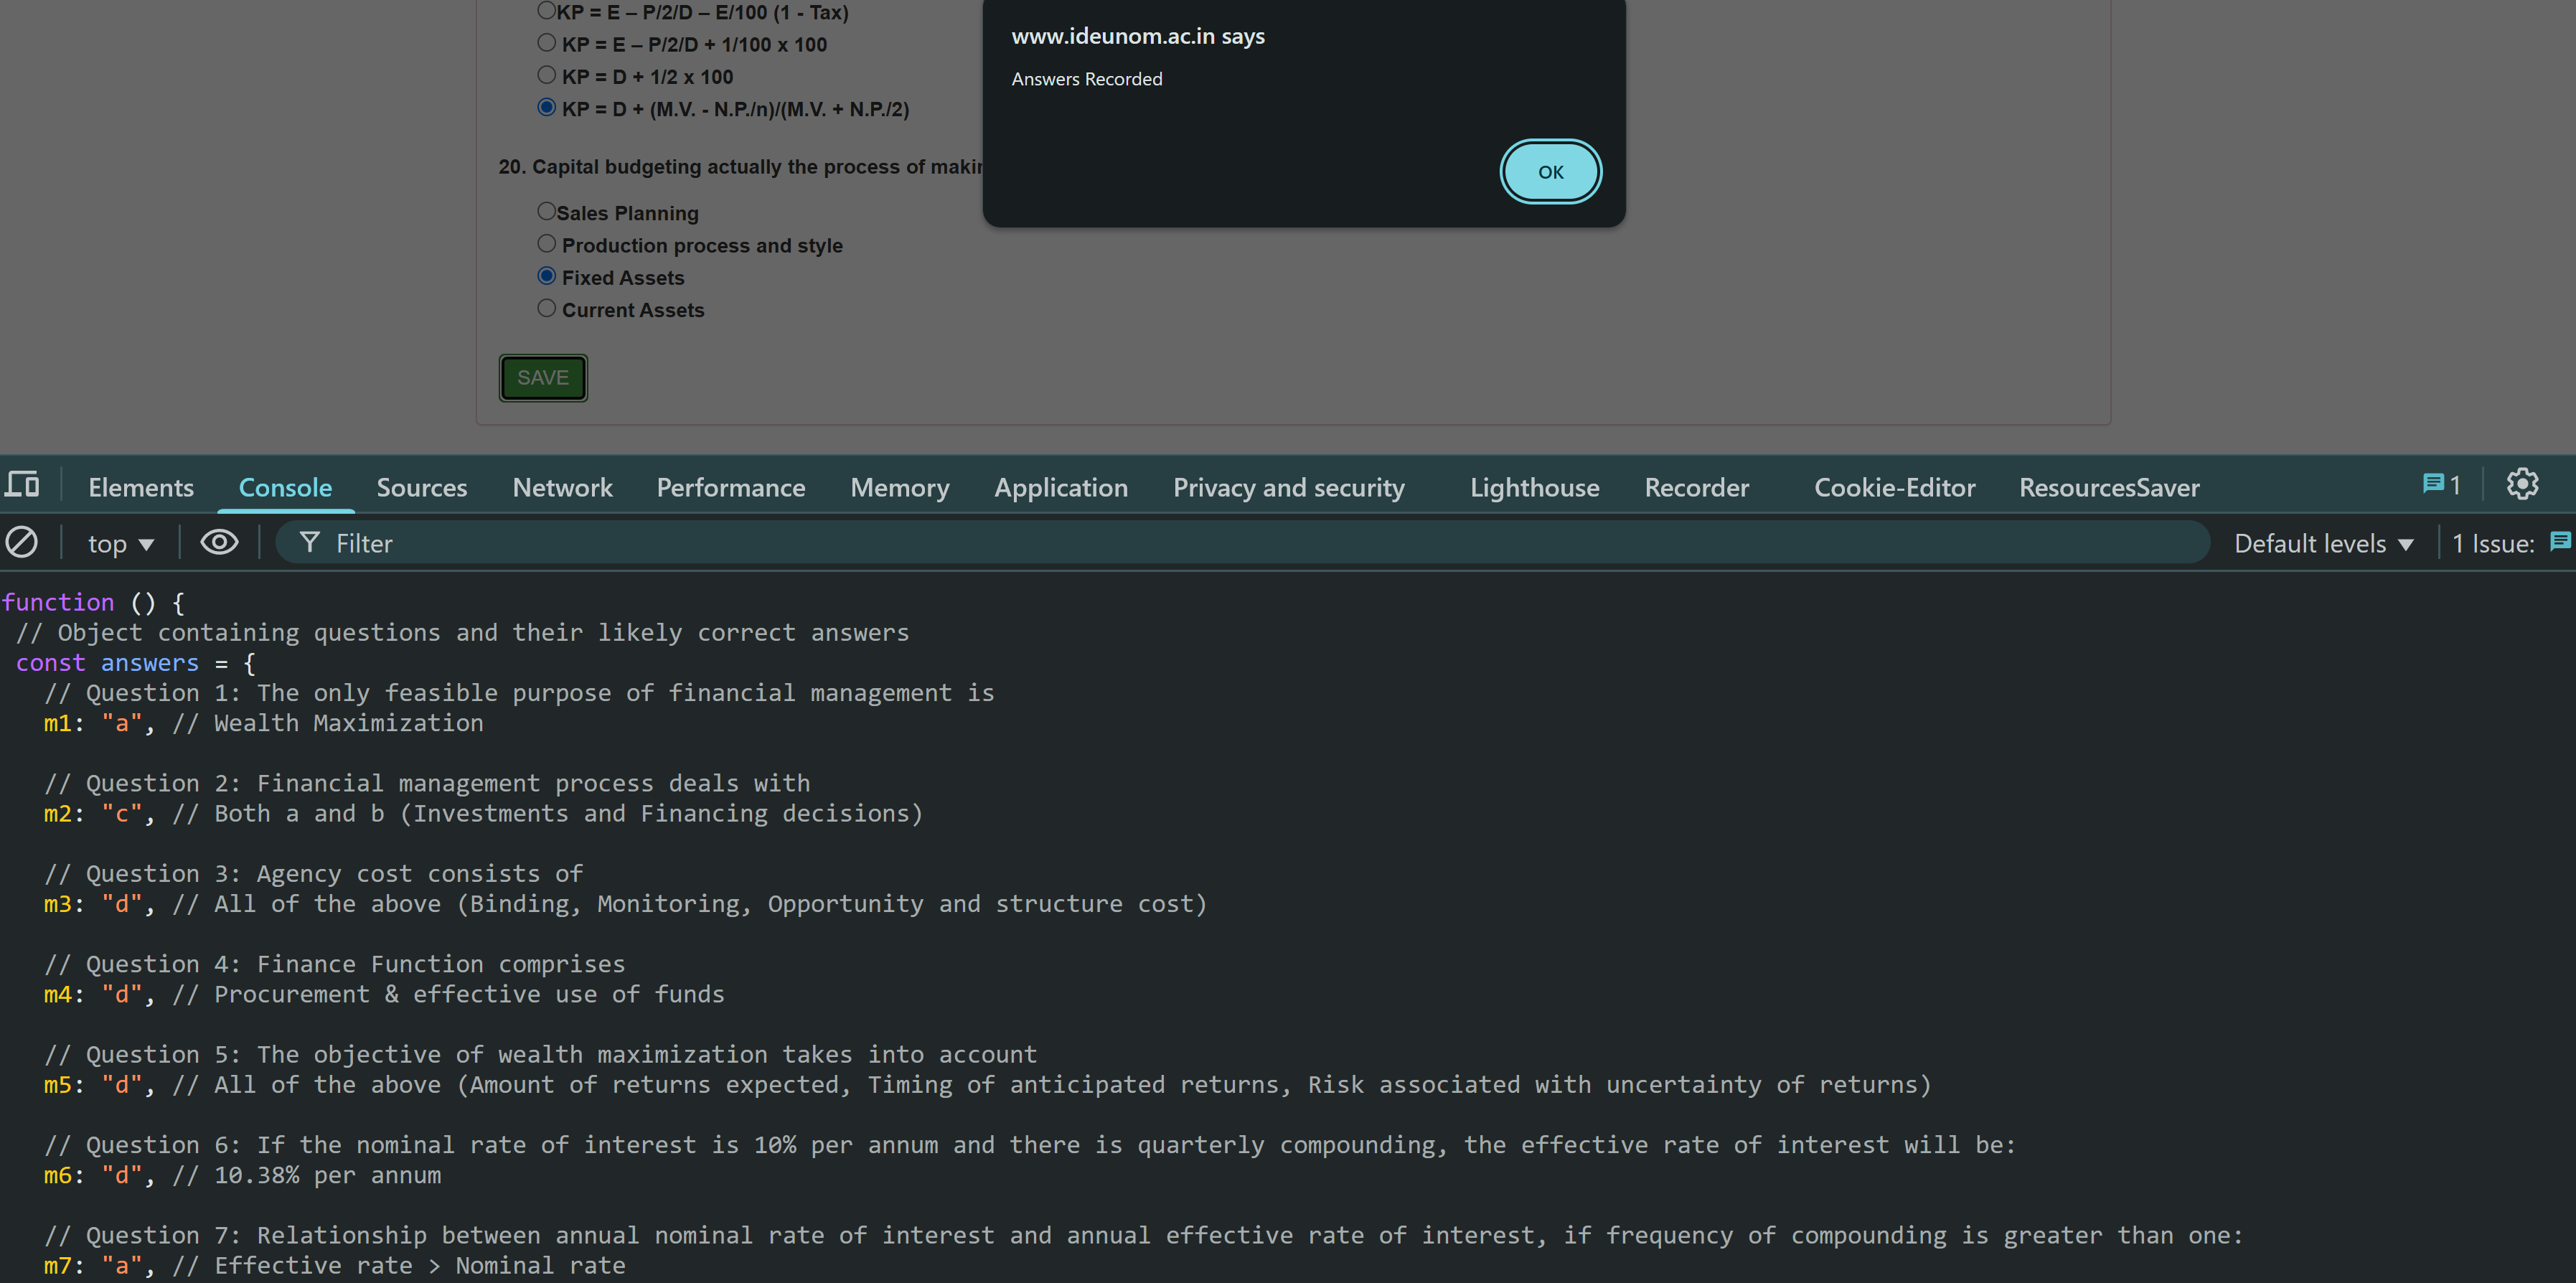 KP = E – P/2/D – E/100 (1 - Tax)
KP = E – P/2/D + 1/100 x 100
KP = D + 1/2 x 100
KP = D + (M.V. - N.P./n)/(M.V. + N.P./2)
20. Capital budgeting actually the process of makin
Sales Planning
Production process and style
Fixed Assets
Current Assets
SAVE
www.ideunom.ac.in says
Answers Recorded
OK
Elements Console Sources Network Performance Memory Application Privacy and security Lighthouse Recorder Cookie-Editor ResourcesSaver 1
top Filter Default levels 1 Issue:
function () {
// Object containing questions and their likely correct answers
const answers = {
// Question 1: The only feasible purpose of financial management is
m1: "a", // Wealth Maximization
// Question 2: Financial management process deals with
m2: "c", // Both a and b (Investments and Financing decisions)
// Question 3: Agency cost consists of
m3: "d", // All of the above (Binding, Monitoring, Opportunity and structure cost)
// Question 4: Finance Function comprises
m4: "d", // Procurement & effective use of funds
// Question 5: The objective of wealth maximization takes into account
m5: "d", // All of the above (Amount of returns expected, Timing of anticipated returns, Risk associated with uncertainty of returns)
// Question 6: If the nominal rate of interest is 10% per annum and there is quarterly compounding, the effective rate of interest will be:
m6: "d", // 10.38% per annum
// Question 7: Relationship between annual nominal rate of interest and annual effective rate of interest, if frequency of compounding is greater than one:
m7: "a", // Effective rate > Nominal rate